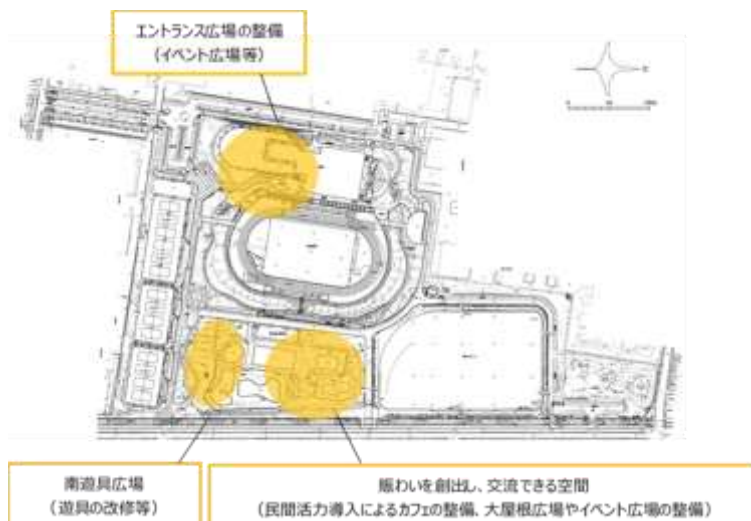 エントランス広場の整備
（イベント広場等）
南遊具広場
（遊具の改修等）
賑わいを創出し、交流できる空間
（民間活力導入によるカフェの整備、大屋根広場やイベント広場の整備）